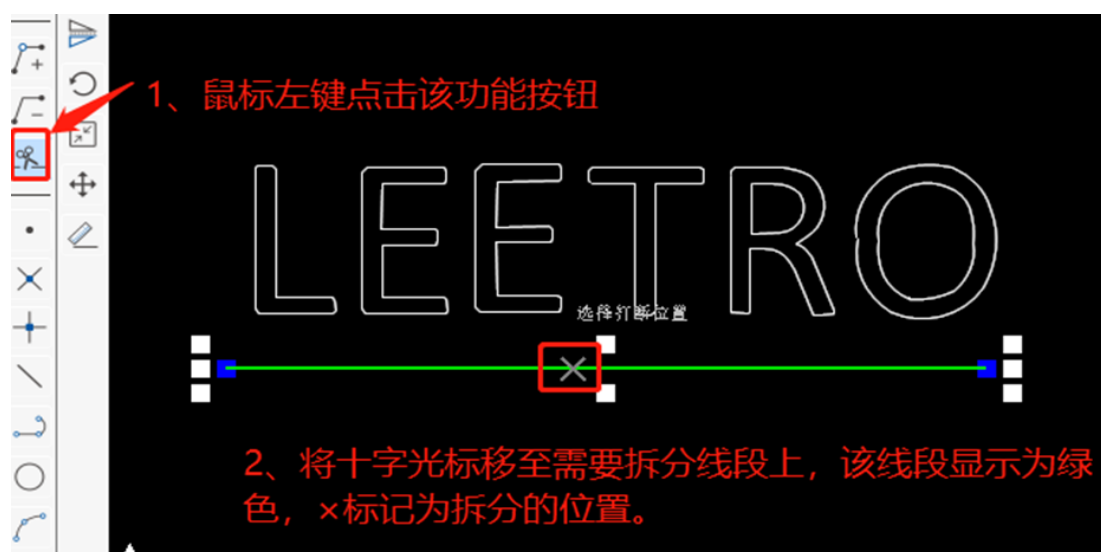 1、鼠标左键点击该功能按钮
LEETRO
选择打断位置
2、将十字光标移至需要拆分线段上，该线段显示为绿
色，×标记为拆分的位置。